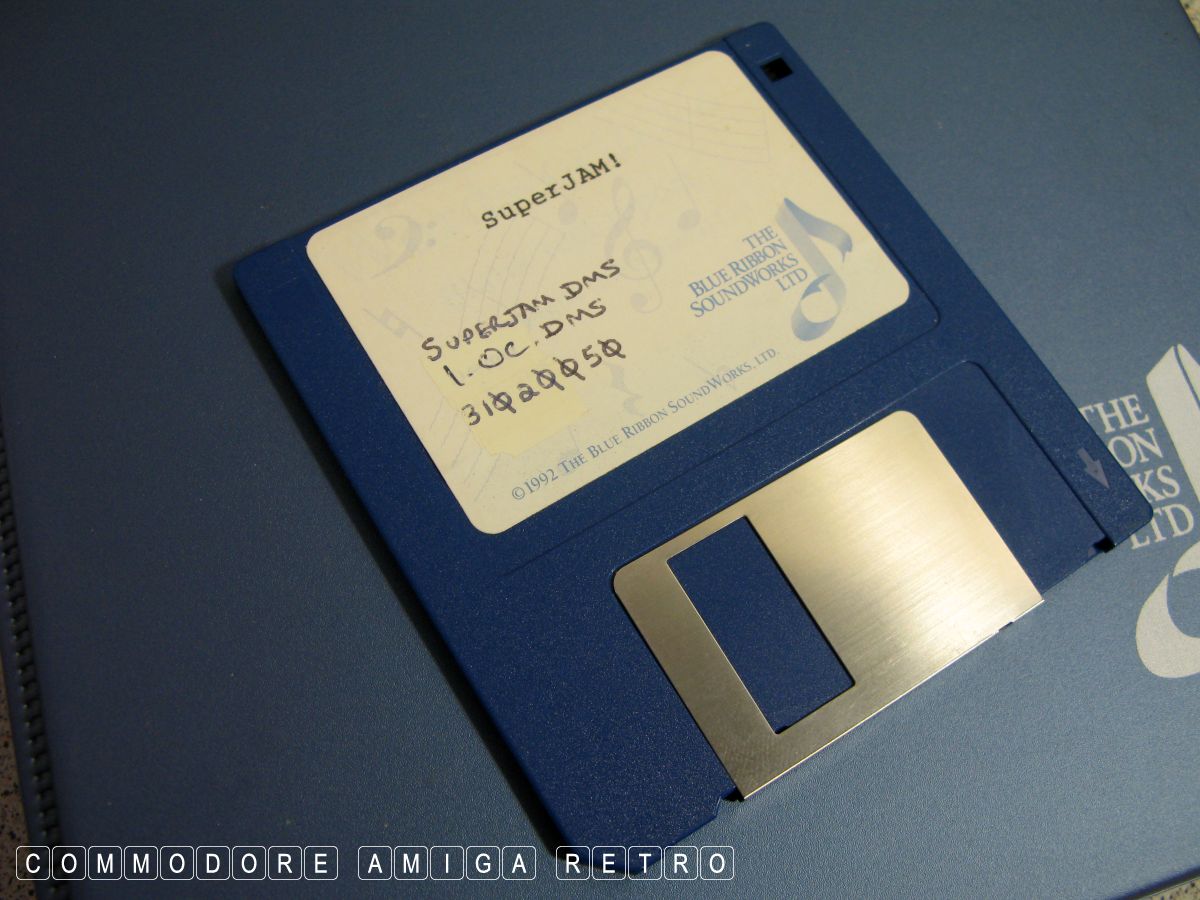 SuperJAM!
THE
BLUE RIBBON
SOUNDWORKS
LTD
SUPERJAM DMS
1.0C.DMS
31020050
©1992 THE BLUE RIBBON SOUNDWORKS, LTD.
THE
ON
KS
LTD
COMMODORE AMIGA RETRO